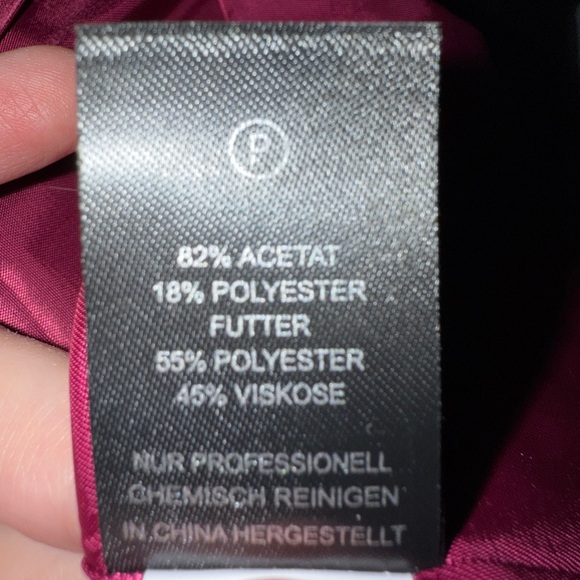 P
82% ACETAT
18% POLYESTER
FUTTER
55% POLYESTER
45% VISKOSE
NUR PROFESSIONELL
CHEMISCH REINIGEN
IN CHINA HERGESTELLT